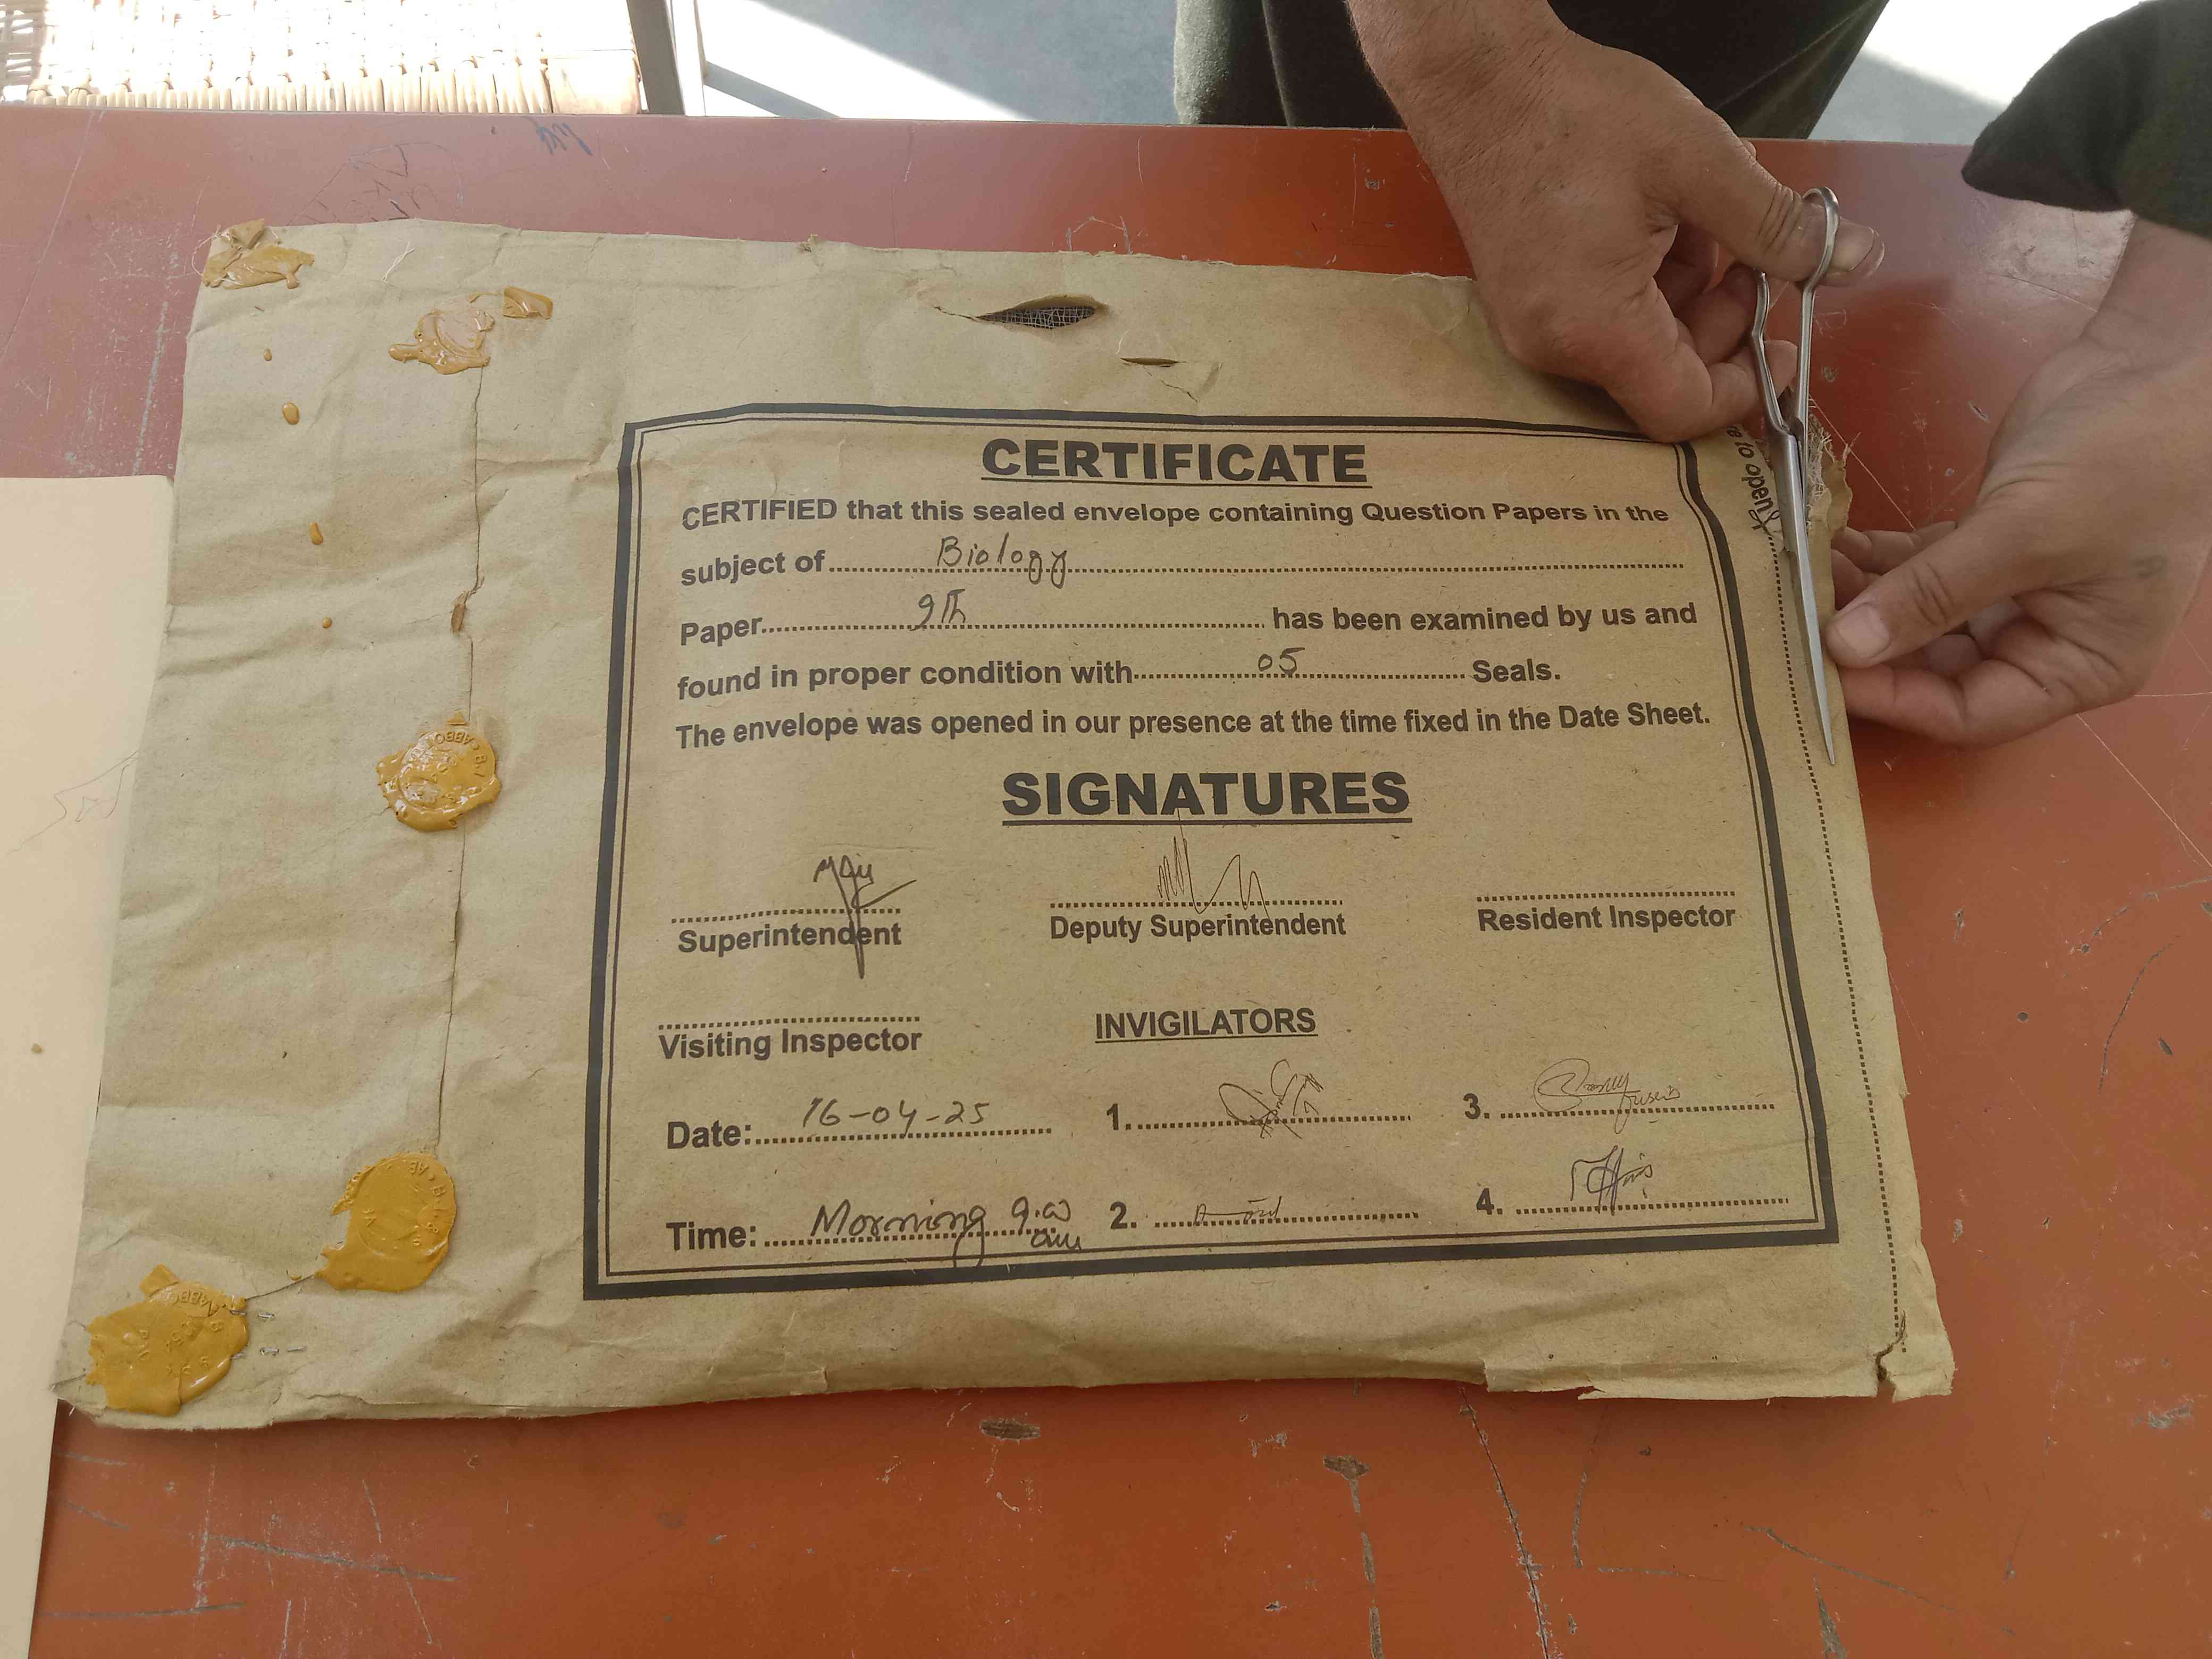 CERTIFICATE
CERTIFIED that this sealed envelope containing Question Papers in the
subject of Biology
Paper 9th has been examined by us and
found in proper condition with 05 Seals.
The envelope was opened in our presence at the time fixed in the Date Sheet.
SIGNATURES
Superintendent Deputy Superintendent Resident Inspector
Visiting Inspector INVIGILATORS
Date: 16-04-25 1. 3.
Time: Morning 9.00 am 2. 4.
to open